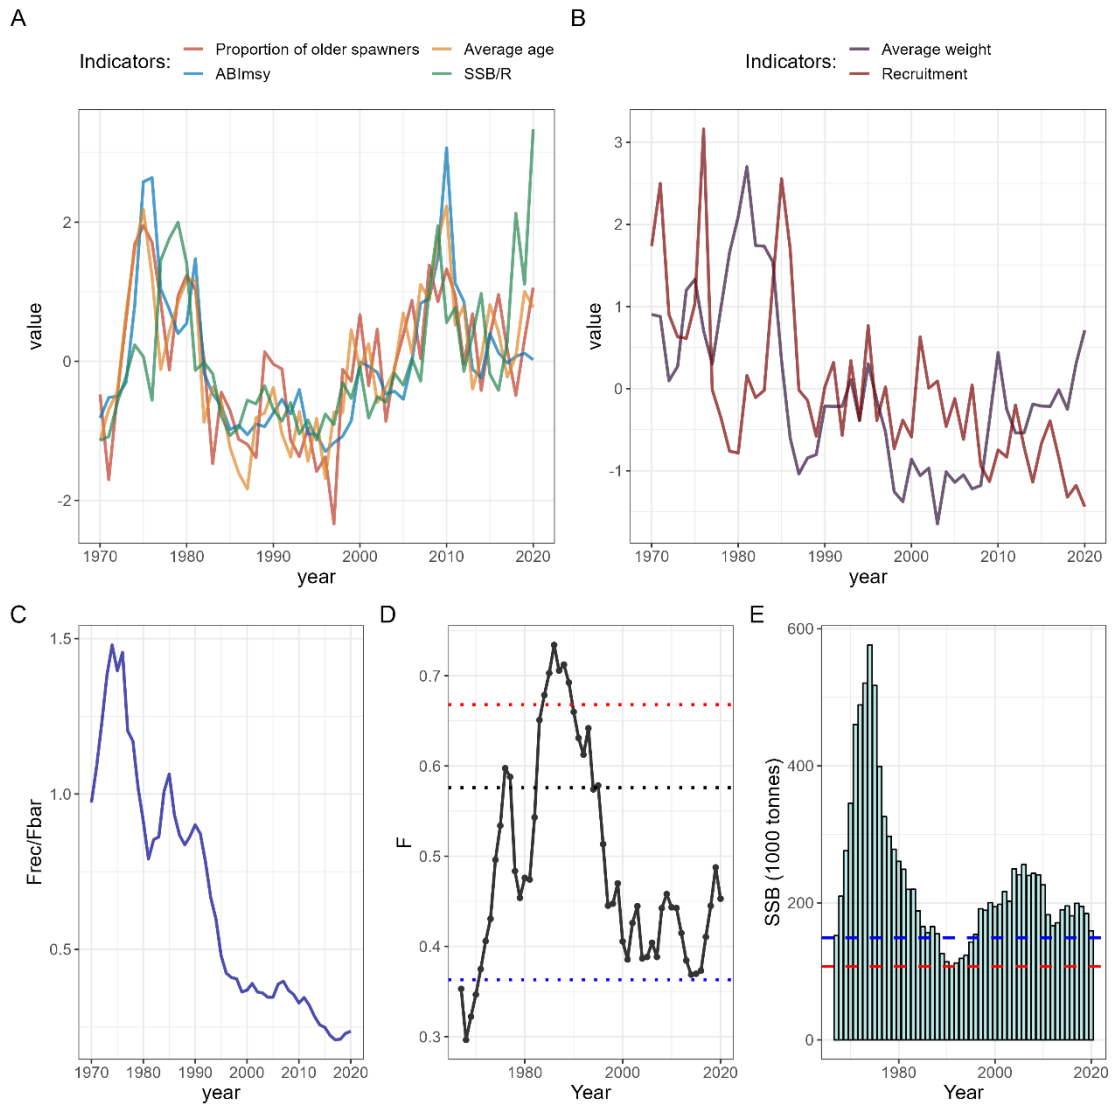 A
Indicators:
Proportion of older spawners
Average age
ABImsy
SSB/R
value
2
0
-2
1970
1980
1990
2000
2010
2020
year
B
Indicators:
Average weight
Recruitment
value
3
2
1
0
-1
1970
1980
1990
2000
2010
2020
year
C
Frec/Fbar
1.5
1.0
0.5
1970
1980
1990
2000
2010
2020
year
D
F
0.7
0.6
0.5
0.4
0.3
1980
2000
2020
Year
E
SSB (1000 tonnes)
600
400
200
0
1980
2000
2020
Year